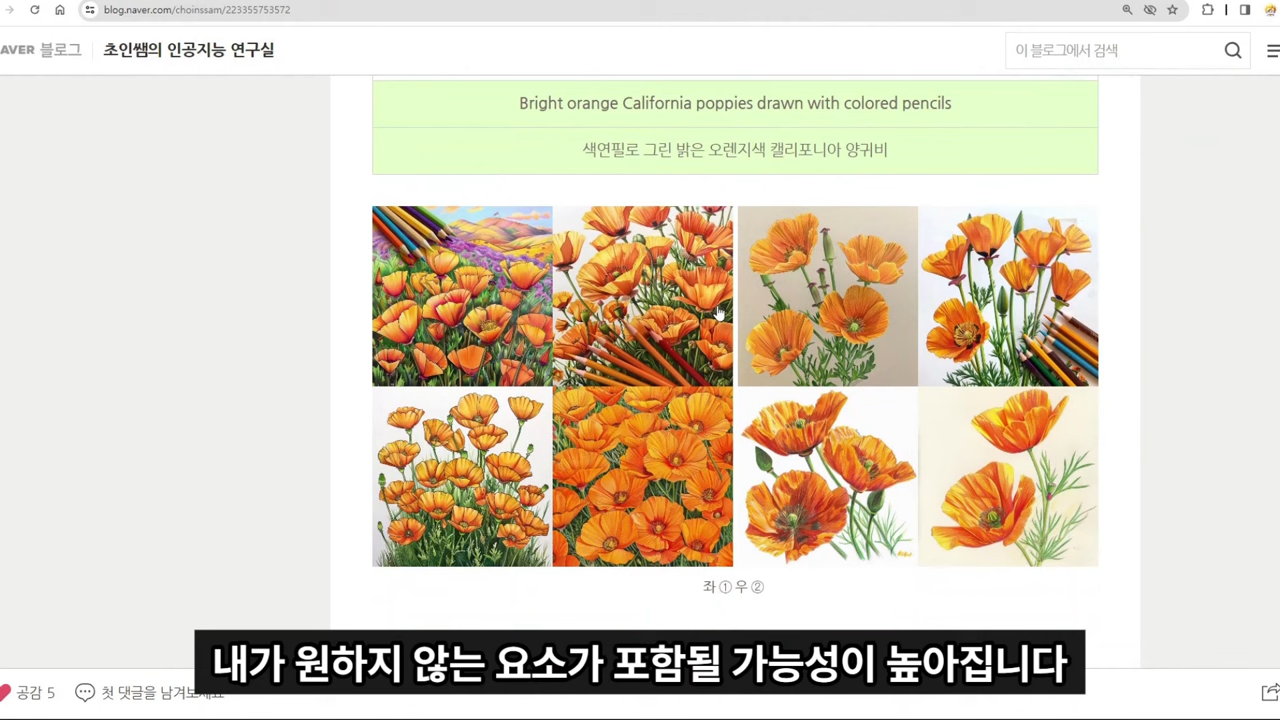 blog.naver.com/choinssam/223355753572
AVER 블로그
초인쌤의 인공지능 연구실
이 블로그에서 검색
Bright orange California poppies drawn with colored pencils
색연필로 그린 밝은 오렌지색 캘리포니아 양귀비
좌 ① 우 ②
내가 원하지 않는 요소가 포함될 가능성이 높아집니다
공감 5
첫 댓글을 남겨보세요